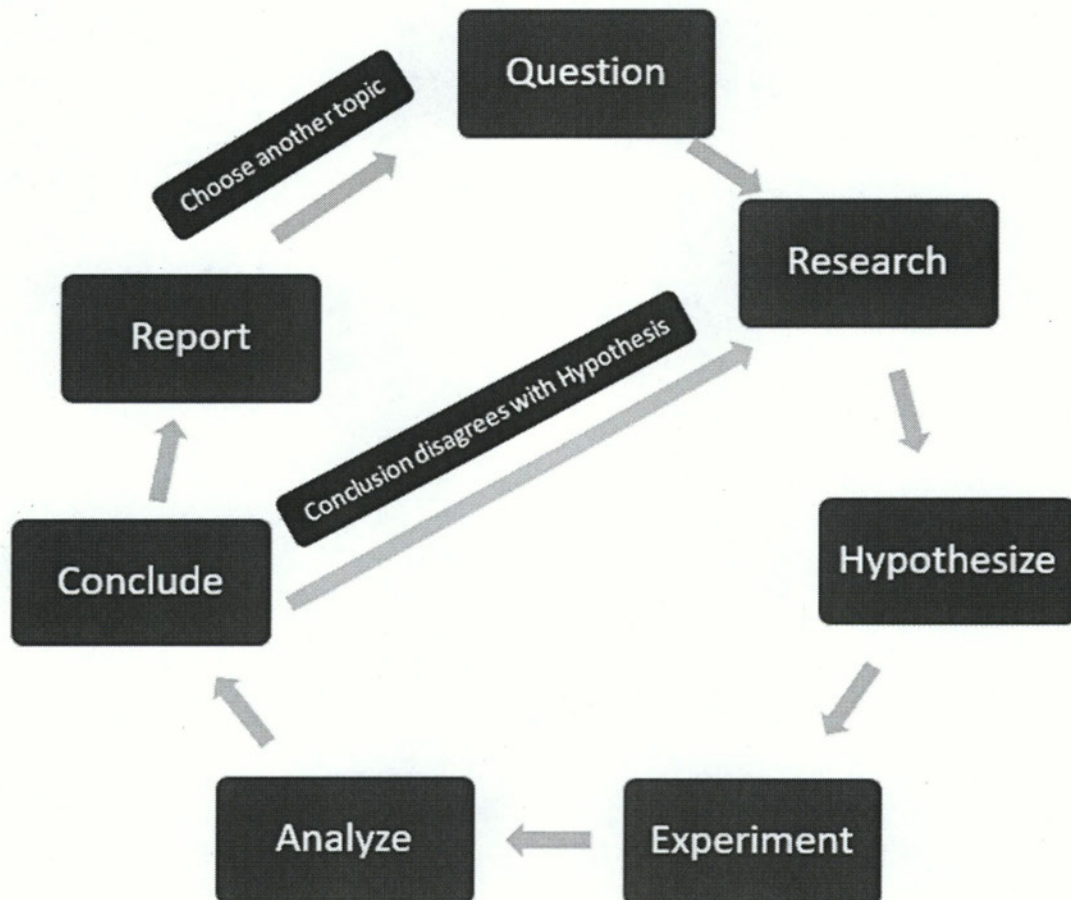 Question
Choose another topic
Research
Report
Conclusion disagrees with Hypothesis
Hypothesize
Conclude
Experiment
Analyze